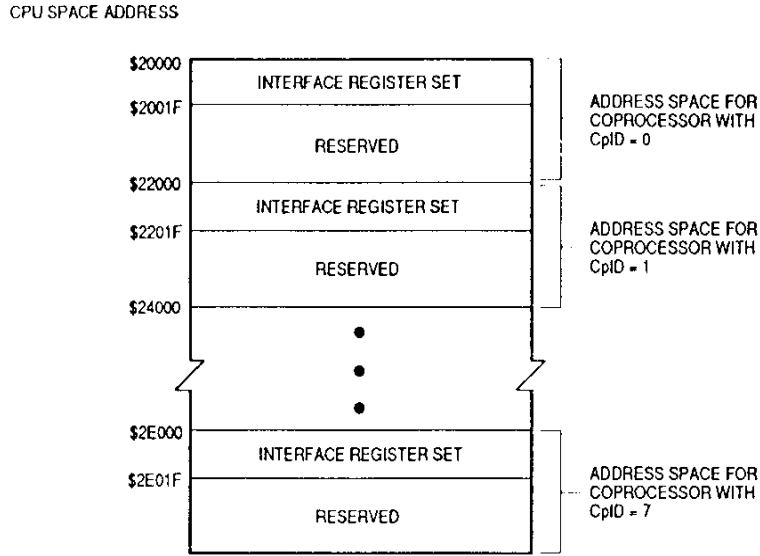 CPU SPACE ADDRESS
$20000
INTERFACE REGISTER SET
$2001F
RESERVED
ADDRESS SPACE FOR
COPROCESSOR WITH
CpID = 0
$22000
INTERFACE REGISTER SET
$2201F
RESERVED
ADDRESS SPACE FOR
COPROCESSOR WITH
CpID = 1
$24000
$2E000
INTERFACE REGISTER SET
$2E01F
RESERVED
ADDRESS SPACE FOR
COPROCESSOR WITH
CpID = 7